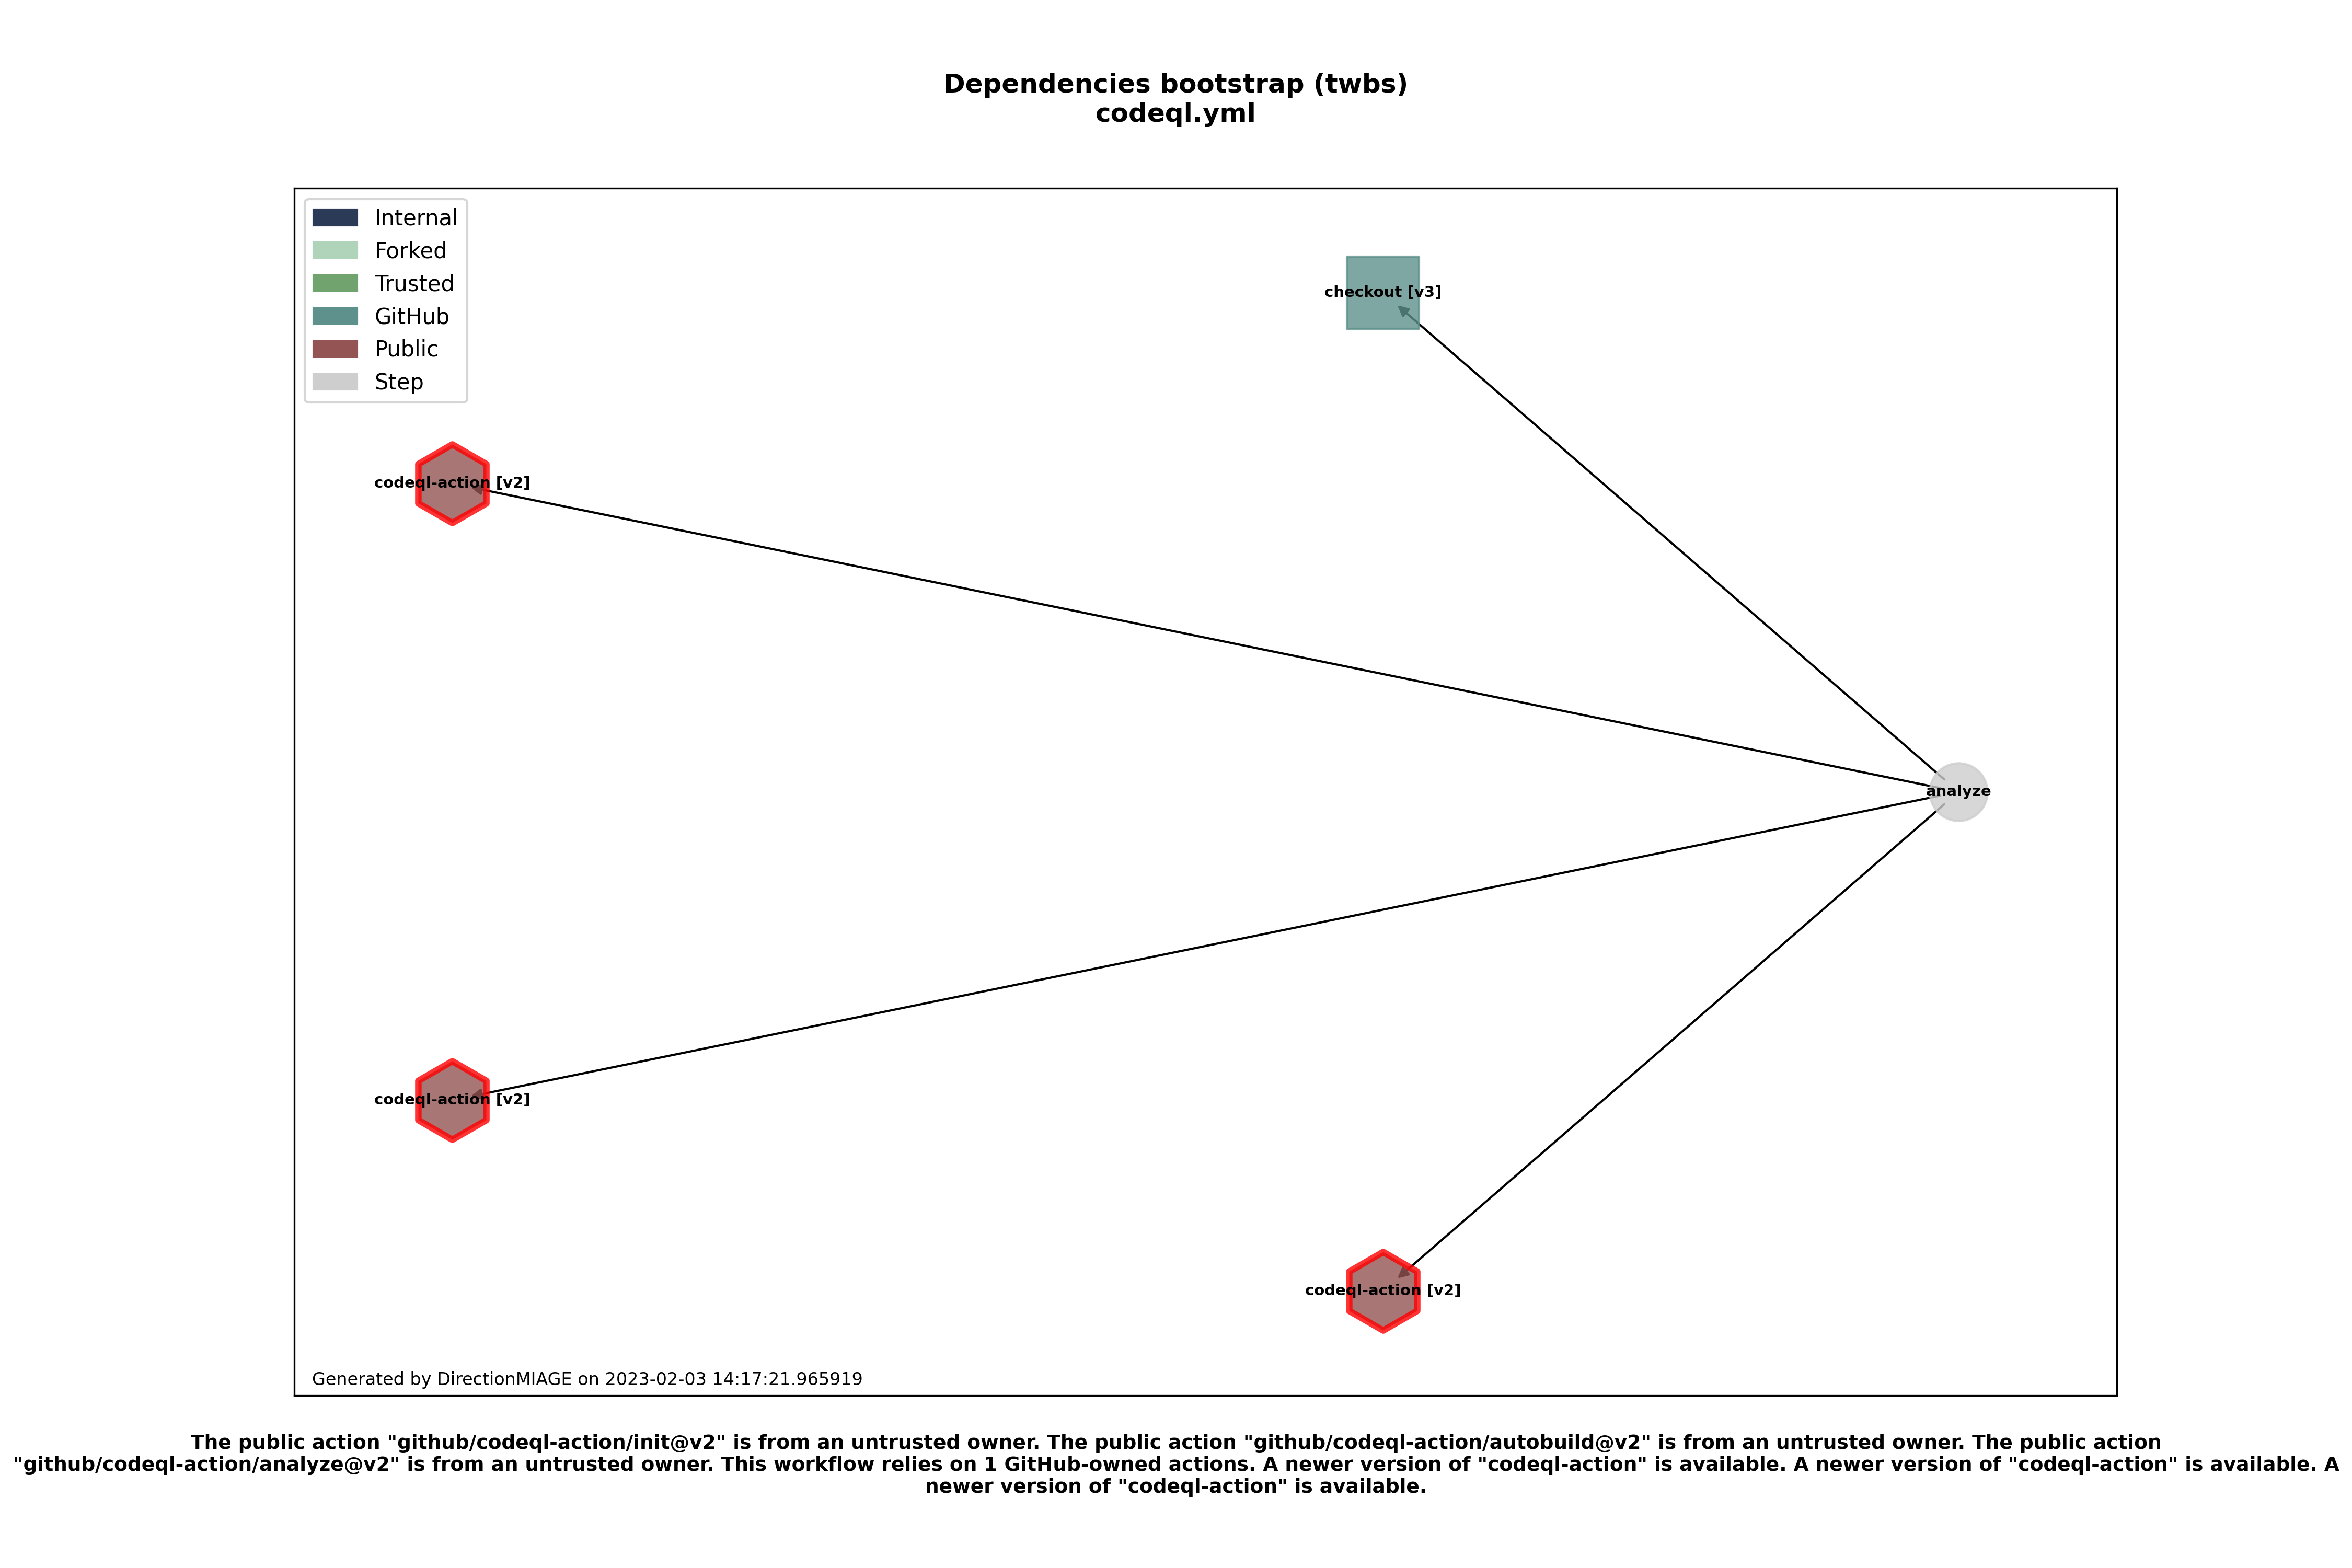 Dependencies bootstrap (twbs)
codeql.yml
Internal
Forked
Trusted
GitHub
Public
Step
checkout [v3]
codeql-action [v2]
analyze
codeql-action [v2]
codeql-action [v2]
Generated by DirectionMIAGE on 2023-02-03 14:17:21.965919
The public action "github/codeql-action/init@v2" is from an untrusted owner. The public action "github/codeql-action/autobuild@v2" is from an untrusted owner. The public action
"github/codeql-action/analyze@v2" is from an untrusted owner. This workflow relies on 1 GitHub-owned actions. A newer version of "codeql-action" is available. A newer version of "codeql-action" is available. A
newer version of "codeql-action" is available.